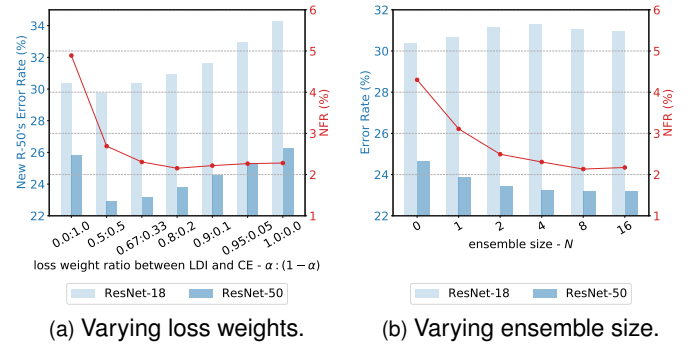 New R-50's Error Rate (%)
34
32
30
28
26
24
22
6
5
4
3
2
1
NFR (%)
0.0:1.0
0.5:0.5
0.67:0.33
0.8:0.2
0.9:0.1
0.95:0.05
1.0:0.0
loss weight ratio between LDI and CE - α : (1 − α)
ResNet-18 ResNet-50
(a) Varying loss weights.
Error Rate (%)
32
30
28
26
24
22
6
5
4
3
2
1
NFR (%)
0 1 2 4 8 16
ensemble size - N
ResNet-18 ResNet-50
(b) Varying ensemble size.